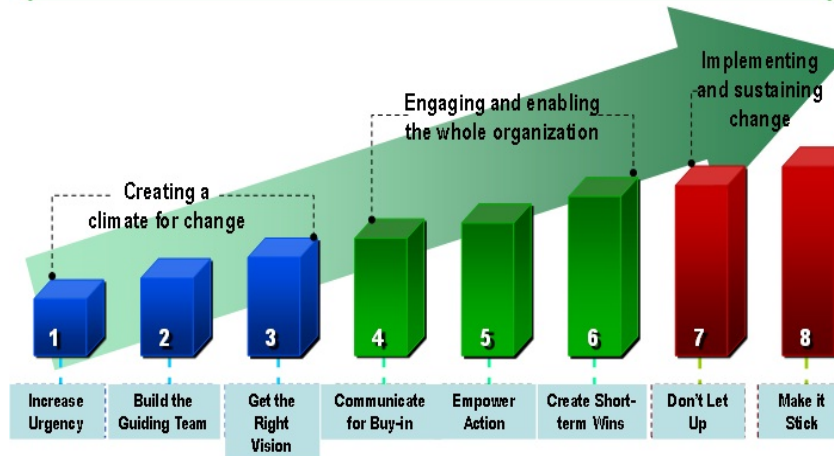 Implementing
and sustaining
change
Engaging and enabling
the whole organization
Creating a
climate for change
1
2
3
4
5
6
7
8
Increase
Urgency
Build the
Guiding Team
Get the
Right
Vision
Communicate
for Buy-in
Empower
Action
Create Short-
term Wins
Don't Let
Up
Make it
Stick